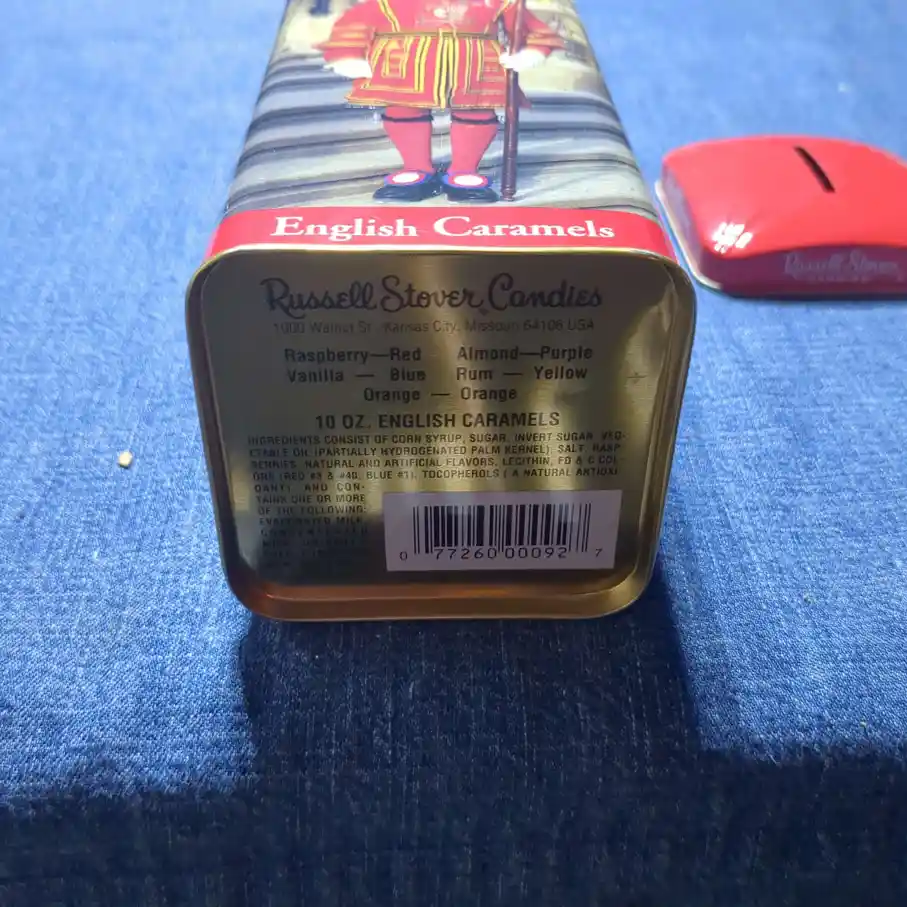 English Caramels
Russell Stover Candies
Russell Stover
1000 Walnut St., Kansas City, Missouri 64106 USA
Raspberry—Red Almond—Purple
Vanilla — Blue Rum — Yellow
Orange — Orange
10 OZ. ENGLISH CARAMELS
INGREDIENTS CONSIST OF CORN SYRUP, SUGAR, INVERT SUGAR, VEG-
ETABLE OIL (PARTIALLY HYDROGENATED PALM KERNEL), SALT, RASP-
BERRIES, NATURAL AND ARTIFICIAL FLAVORS, LECITHIN, FD & C COL-
ORS (RED #3 & #40, BLUE #1), TOCOPHEROLS ( A NATURAL ANTIOXI-
DANT), AND CON-
TAINS ONE OR MORE
OF THE FOLLOWING:
EVAPORATED MILK,
0 77260 00092 7